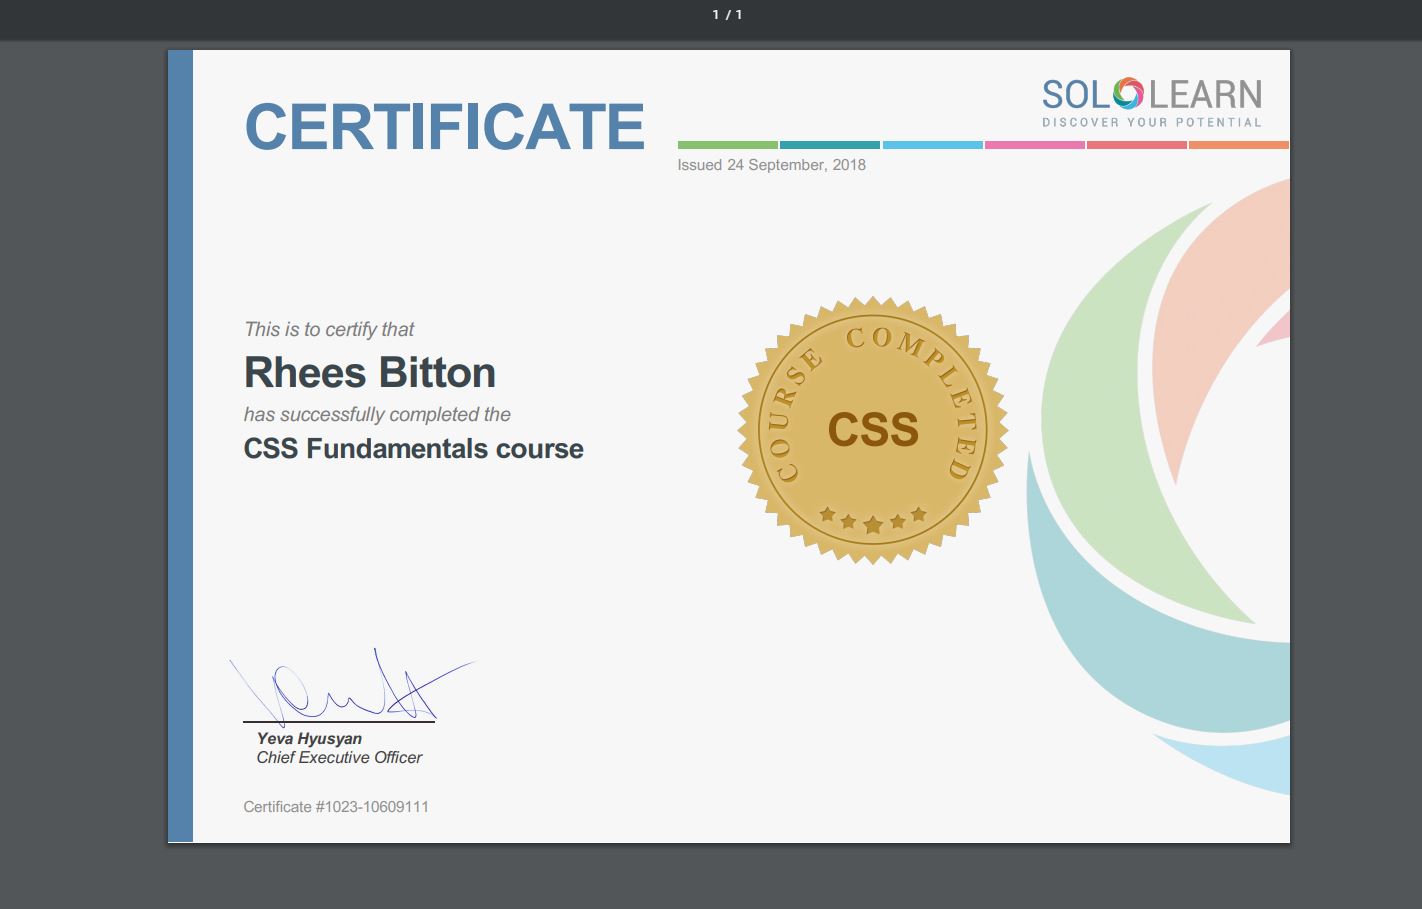 1 / 1
CERTIFICATE
SOLOLEARN
DISCOVER YOUR POTENTIAL
Issued 24 September, 2018
This is to certify that
Rhees Bitton
has successfully completed the
CSS Fundamentals course
COURSE COMPLETED
CSS
Yeva Hyusyan
Chief Executive Officer
Certificate #1023-10609111